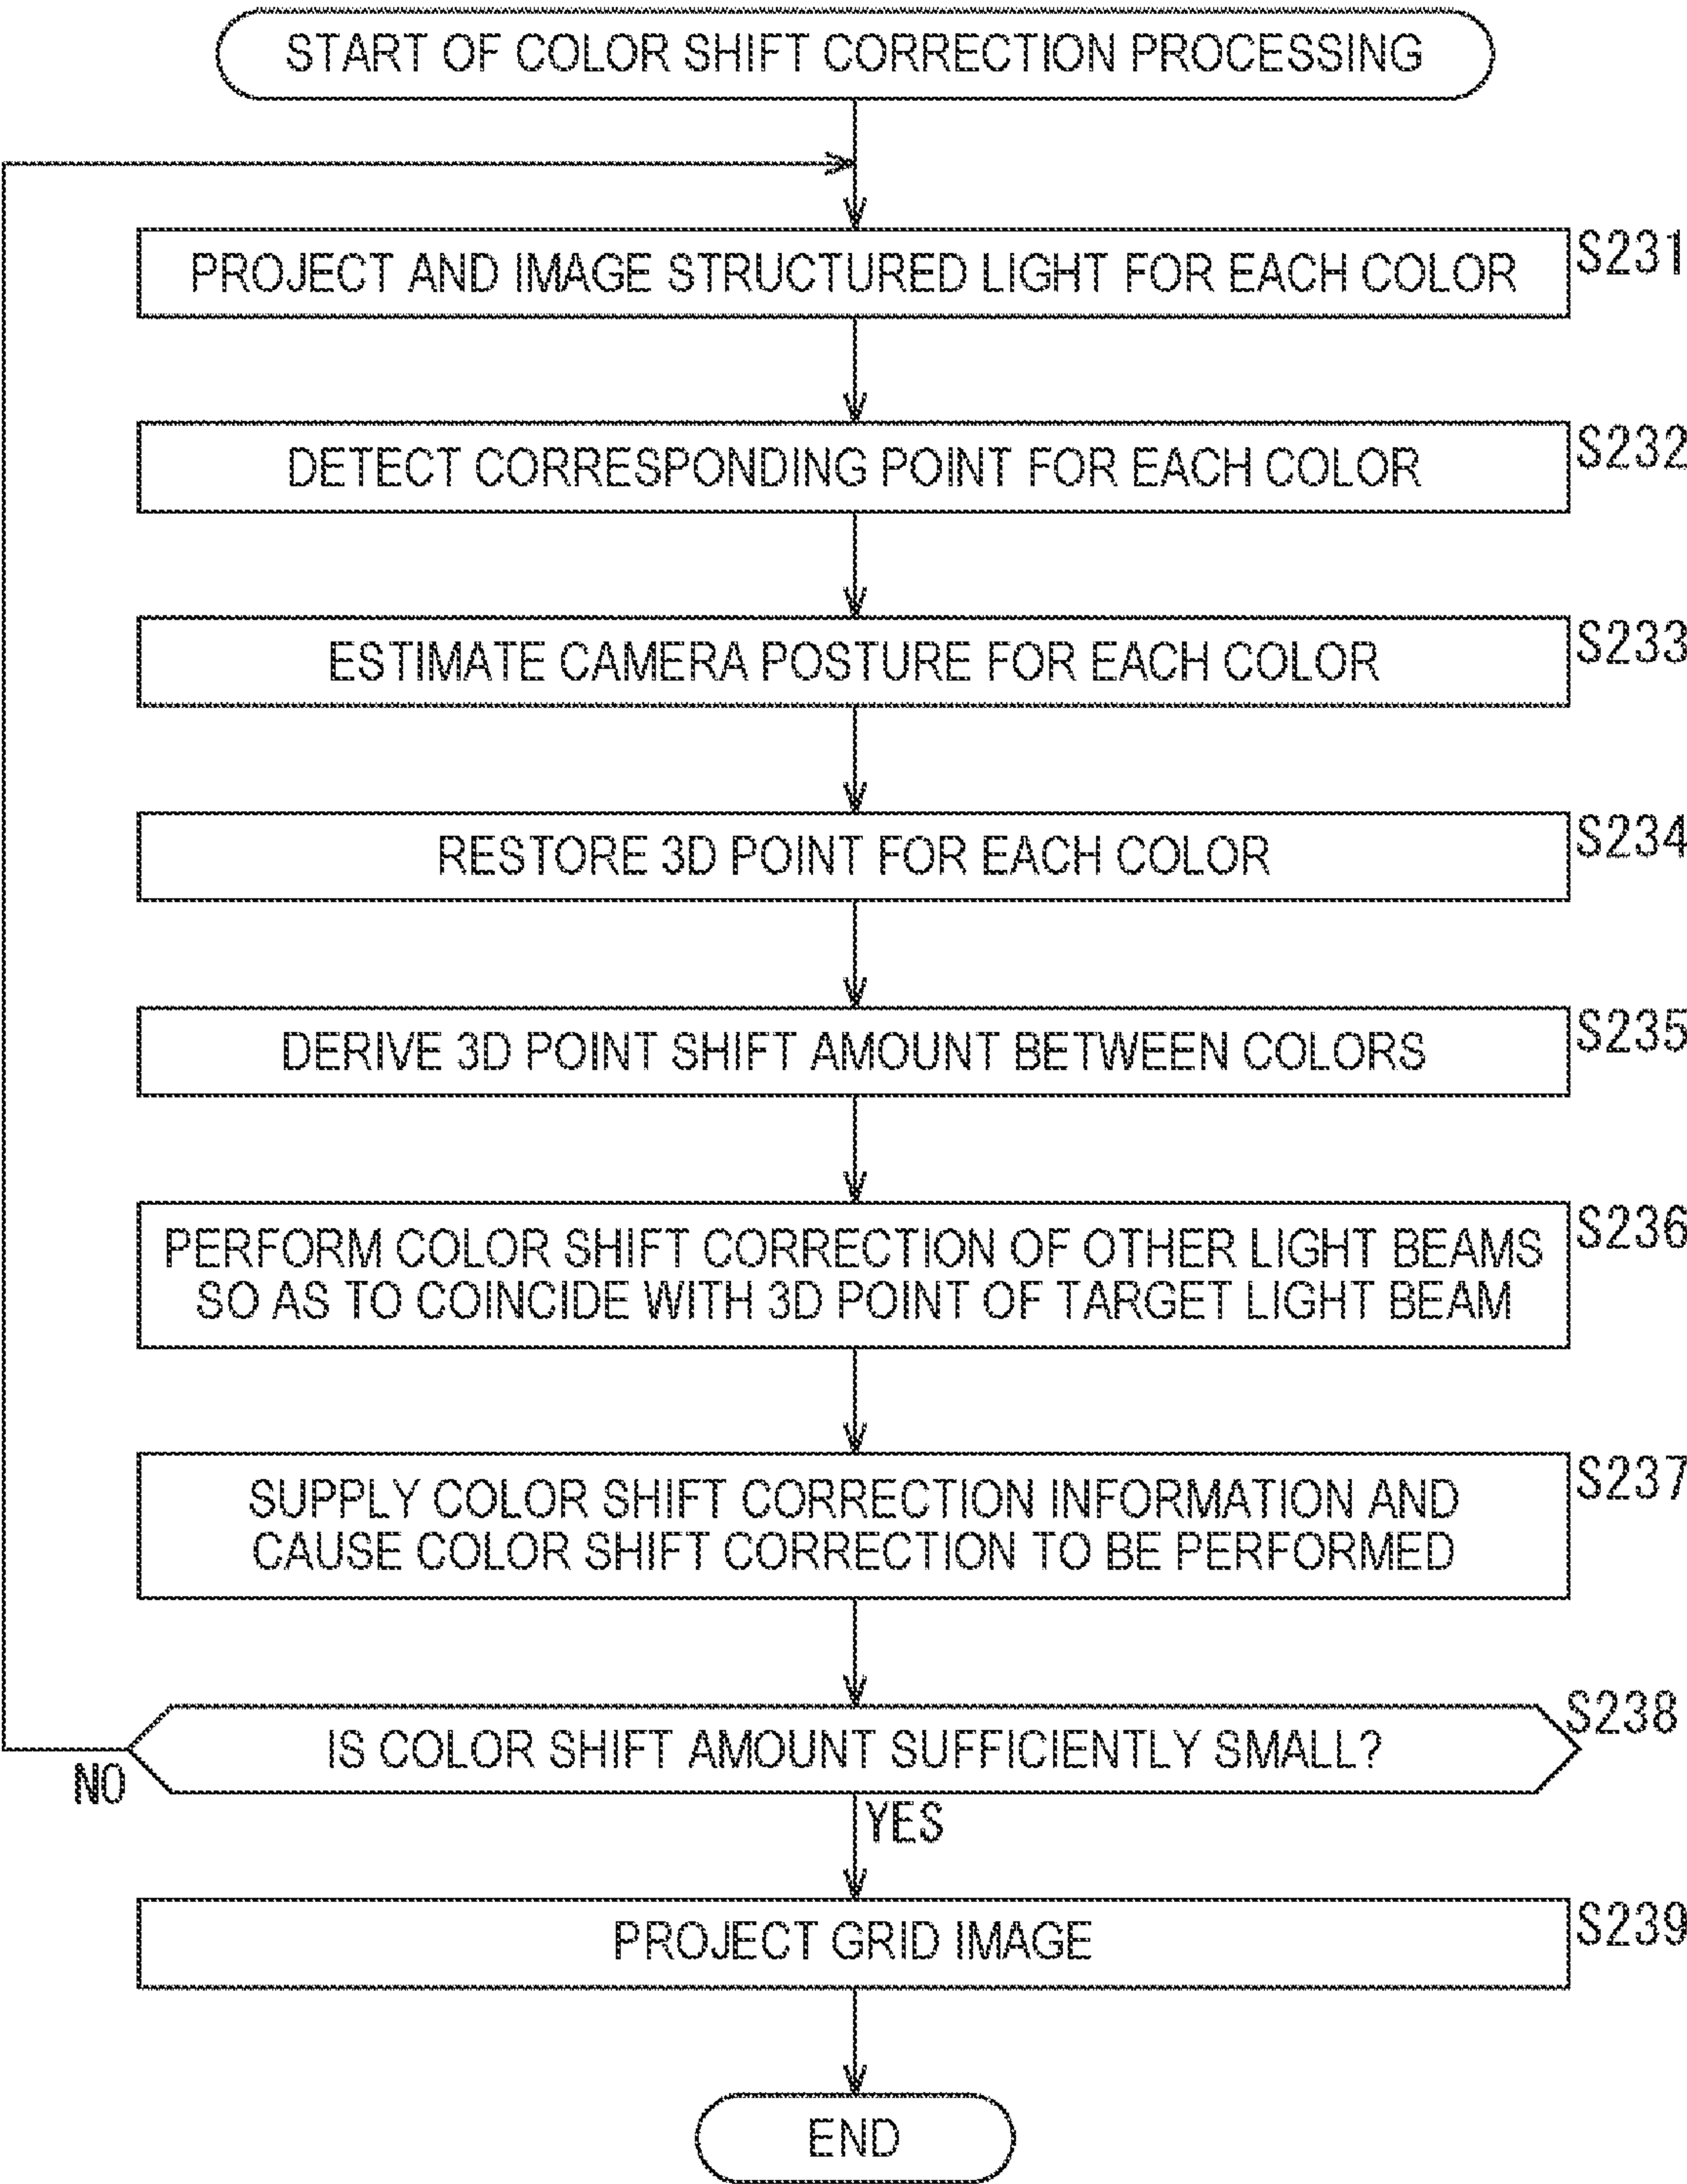 START OF COLOR SHIFT CORRECTION PROCESSING
PROJECT AND IMAGE STRUCTURED LIGHT FOR EACH COLOR
S231
DETECT CORRESPONDING POINT FOR EACH COLOR
S232
ESTIMATE CAMERA POSTURE FOR EACH COLOR
S233
RESTORE 3D POINT FOR EACH COLOR
S234
DERIVE 3D POINT SHIFT AMOUNT BETWEEN COLORS
S235
PERFORM COLOR SHIFT CORRECTION OF OTHER LIGHT BEAMS
SO AS TO COINCIDE WITH 3D POINT OF TARGET LIGHT BEAM
S236
SUPPLY COLOR SHIFT CORRECTION INFORMATION AND
CAUSE COLOR SHIFT CORRECTION TO BE PERFORMED
S237
IS COLOR SHIFT AMOUNT SUFFICIENTLY SMALL?
S238
NO
YES
PROJECT GRID IMAGE
S239
END